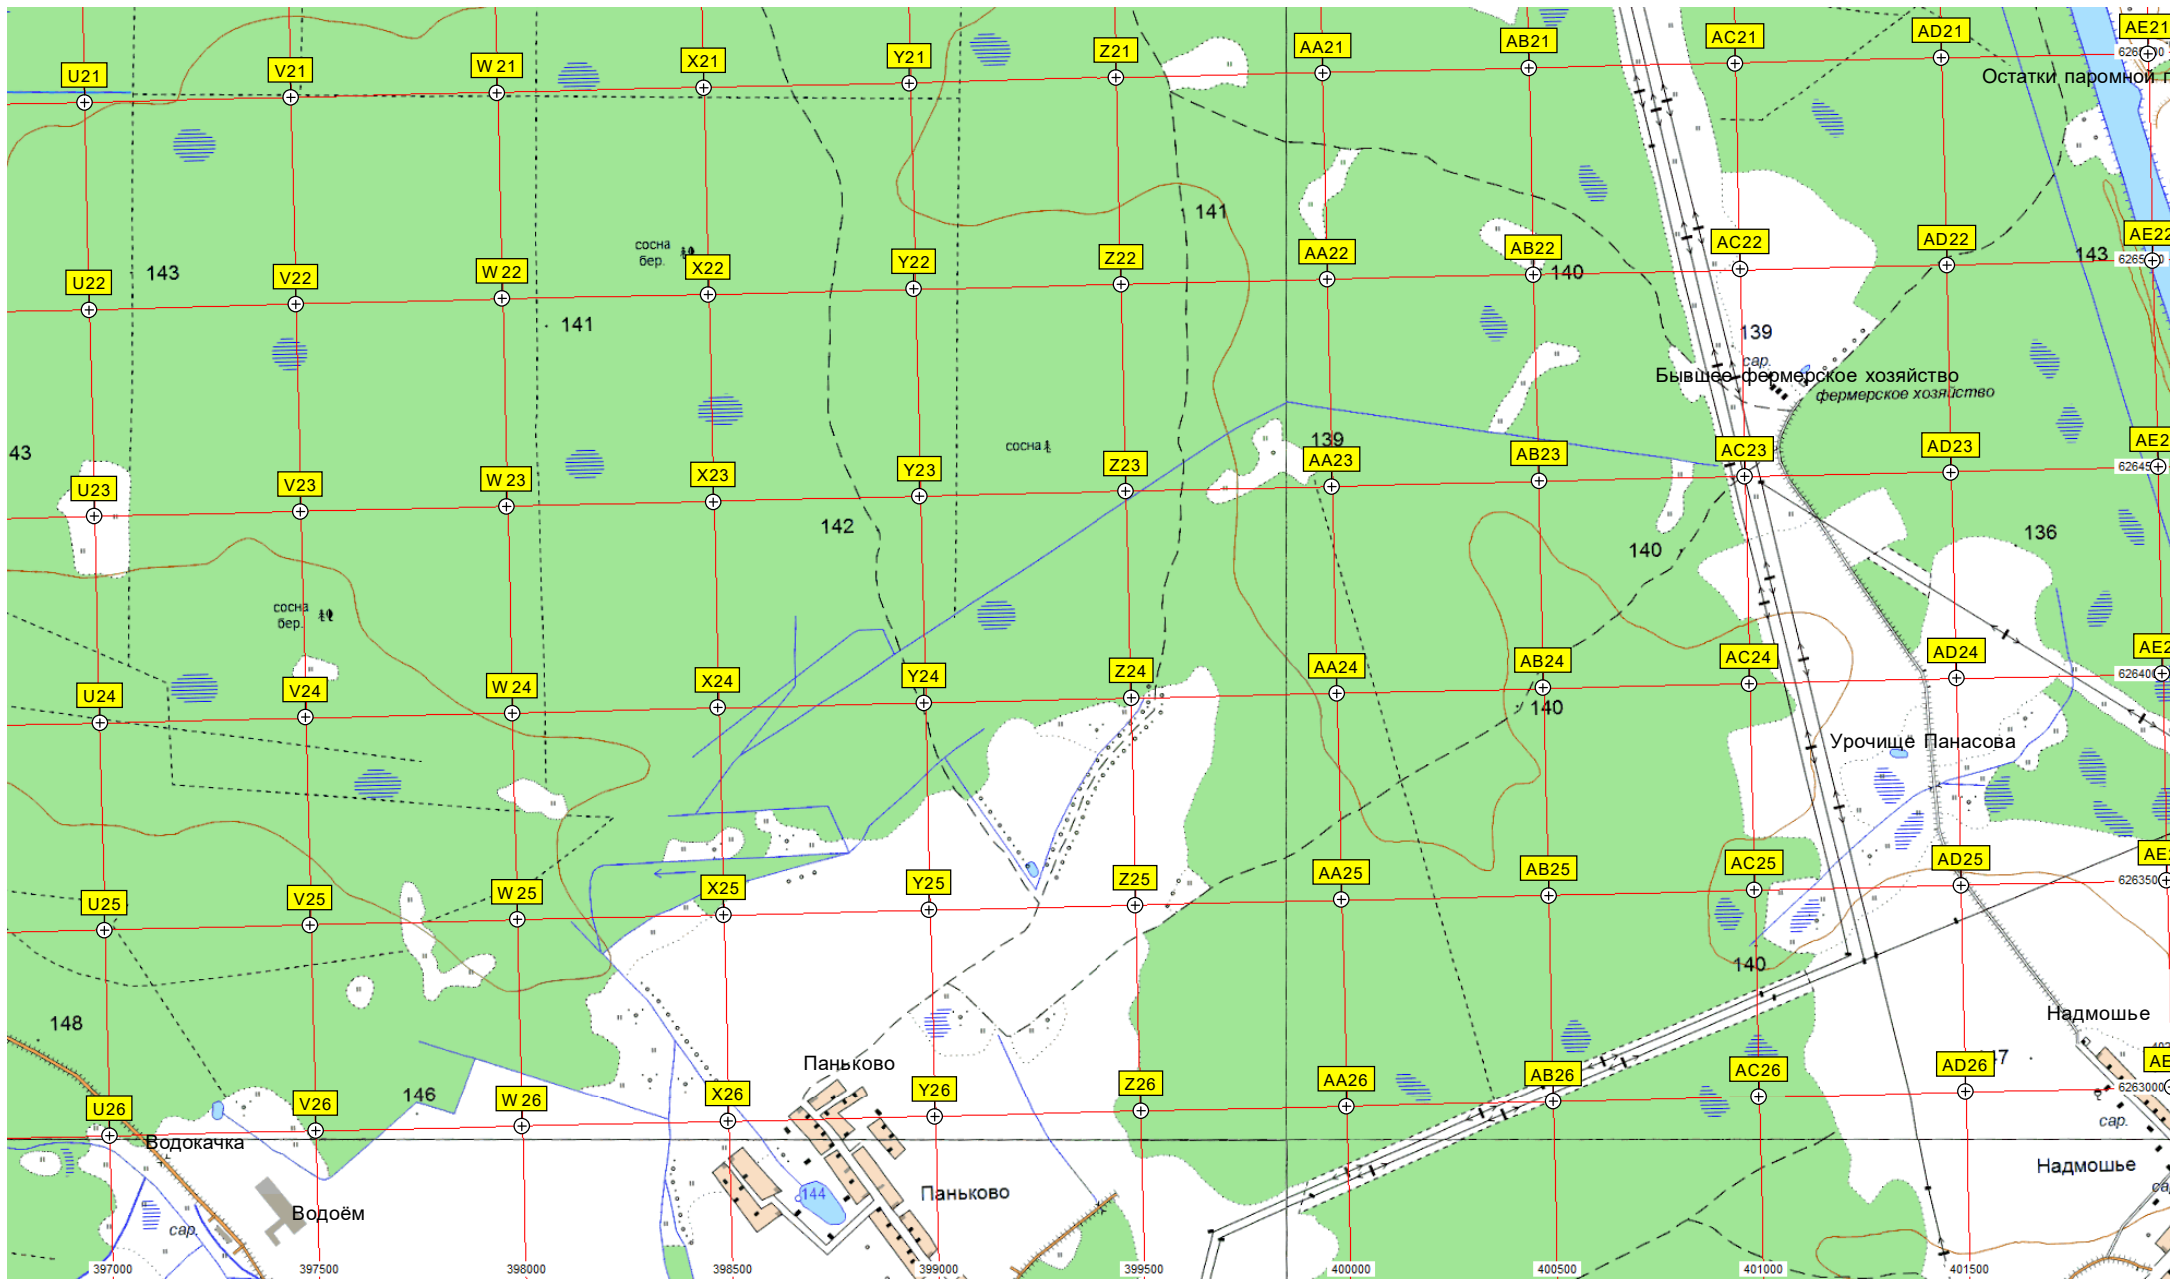 U21
V21
W 21
X21
Y21
Z21
AA21
AB21
AC21
AD21
AE21
Остатки паромной п
141
сосна
бер.
143
U22
V22
W 22
X22
Y22
Z22
AA22
AB22
140
AC22
AD22
143
AE22
141
139
сар.
Бывшее фермерское хозяйство
фермерское хозяйство
43
сосна
139
U23
V23
W 23
X23
Y23
Z23
AA23
AB23
AC23
AD23
AE2
62645
142
140
136
сосна
бер.
U24
V24
W 24
X24
Y24
Z24
AA24
AB24
140
AC24
AD24
AE2
62640
Урочище Панасова
U25
V25
W 25
X25
Y25
Z25
AA25
AB25
AC25
AD25
AE
62635
140
148
Надмошье
Паньково
47
146
U26
V26
W 26
X26
Y26
Z26
AA26
AB26
AC26
AD26
AE
6263000
сар.
Водокачка
Надмошье
144
Паньково
Водоём
сар.
397000
397500
398000
398500
399000
399500
400000
400500
401000
401500